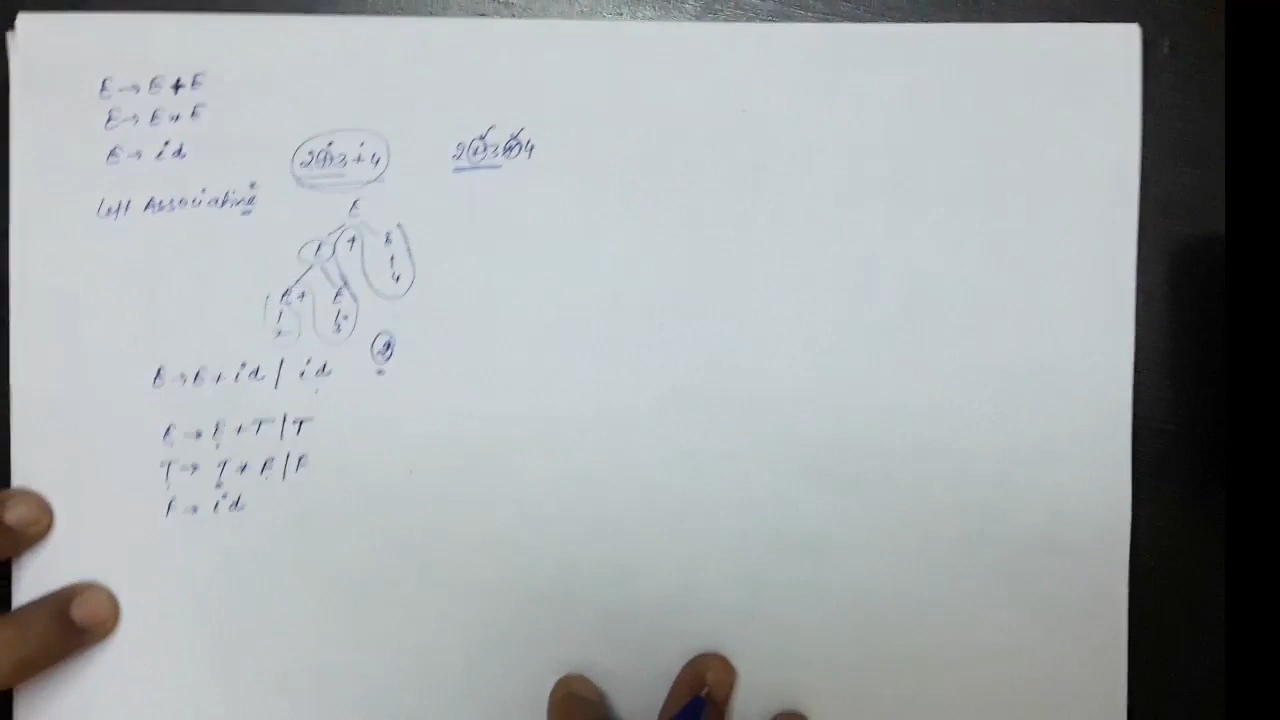 E → E + E
E → E * E
E → id
2+3+4
2+3*4
Left Associative
E
E + E
4
E + E
2 3
E → E + id / id
E → E + T / T
T → T * F / F
F → id